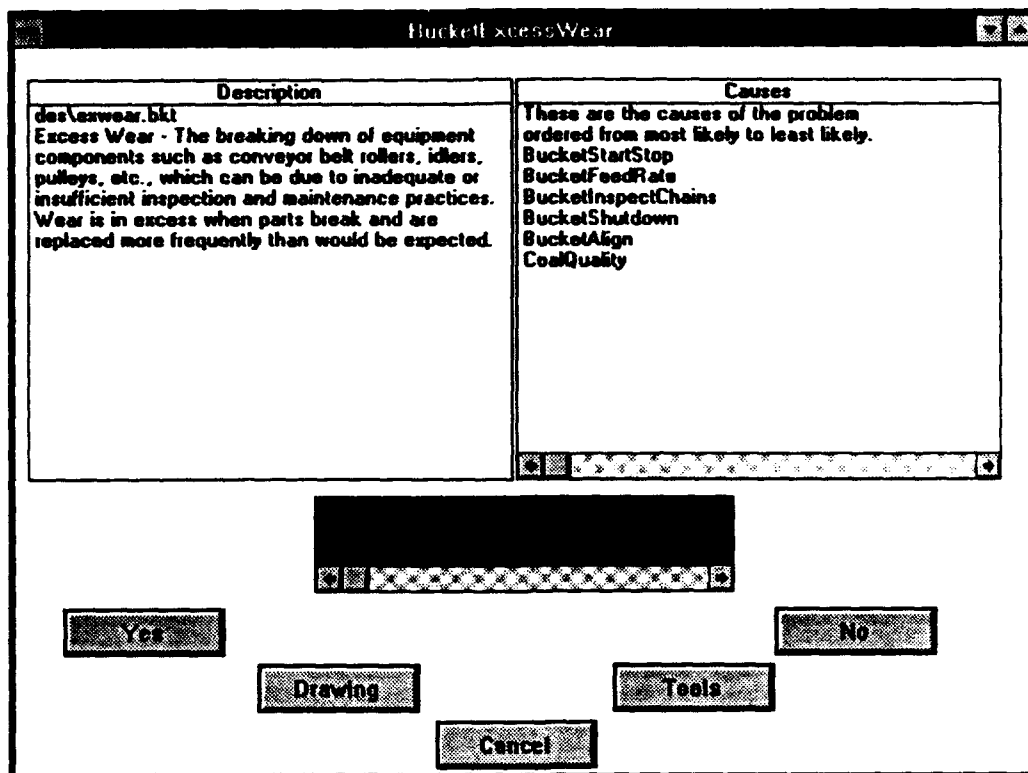 BucketExcessWear
Description
des\exwear.bkt
Excess Wear - The breaking down of equipment
components such as conveyor belt rollers, idlers,
pulleys, etc., which can be due to inadequate or
insufficient inspection and maintenance practices.
Wear is in excess when parts break and are
replaced more frequently than would be expected.
Causes
These are the causes of the problem
ordered from most likely to least likely.
BucketStartStop
BucketFeedRate
BucketInspectChains
BucketShutdown
BucketAlign
CoalQuality
Yes
No
Drawing
Tools
Cancel